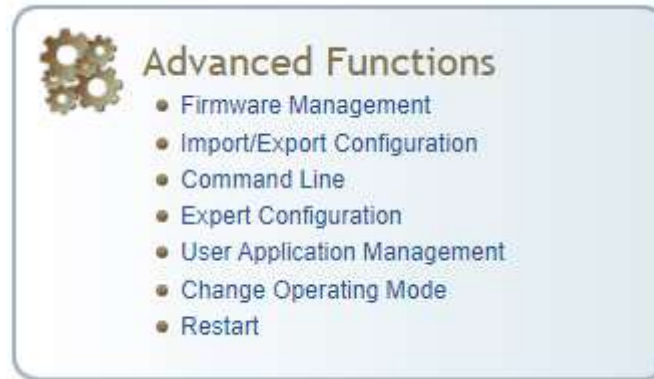 Advanced Functions
Firmware Management
Import/Export Configuration
Command Line
Expert Configuration
User Application Management
Change Operating Mode
Restart